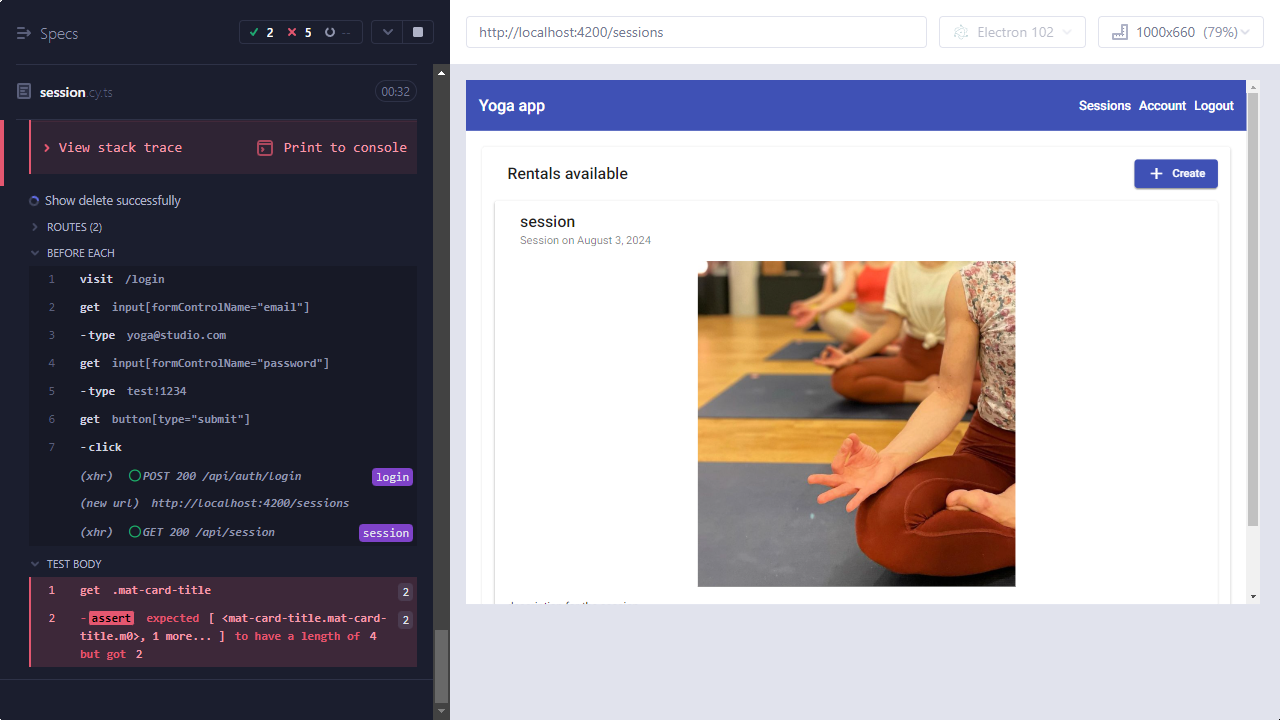 Specs
2
5
--
session.cy.ts
00:32
View stack trace
Print to console
Show delete successfully
ROUTES (2)
BEFORE EACH
1 visit /login
2 get input[formControlName="email"]
3 -type yoga@studio.com
4 get input[formControlName="password"]
5 -type test!1234
6 get button[type="submit"]
7 -click
(xhr) POST 200 /api/auth/login login
(new url) http://localhost:4200/sessions
(xhr) GET 200 /api/session session
TEST BODY
1 get .mat-card-title 2
2 -assert expected [ <mat-card-title.mat-card-
title.m0>, 1 more... ] to have a length of 4
but got 2
2
http://localhost:4200/sessions
Electron 102
1000x660 (79%)
Yoga app
Sessions Account Logout
Rentals available
Create
session
Session on August 3, 2024